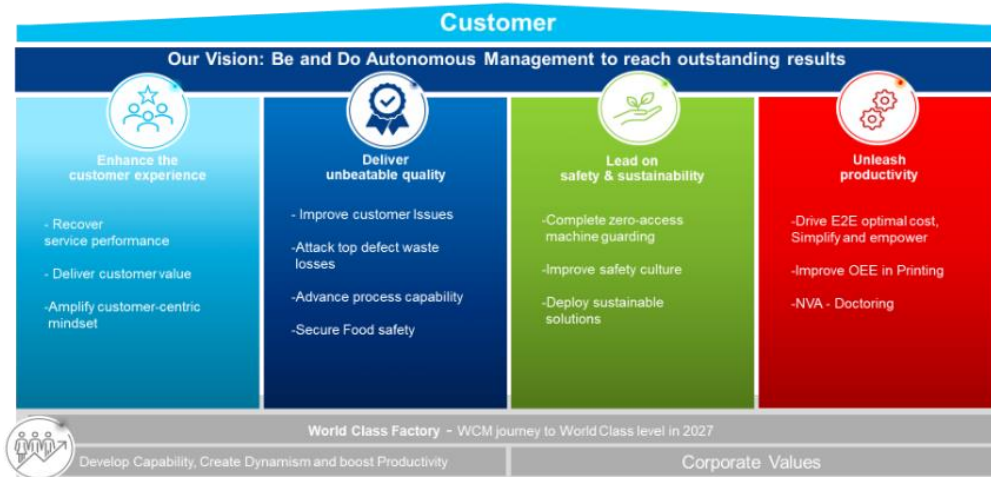 Customer
Our Vision: Be and Do Autonomous Management to reach outstanding results
Enhance the
customer experience
- Recover
service performance
- Deliver customer value
-Amplify customer-centric
mindset
Deliver
unbeatable quality
- Improve customer Issues
-Attack top defect waste
losses
-Advance process capability
-Secure Food safety
Lead on
safety & sustainability
-Complete zero-access
machine guarding
-Improve safety culture
-Deploy sustainable
solutions
Unleash
productivity
-Drive E2E optimal cost,
Simplify and empower
-Improve OEE in Printing
-NVA - Doctoring
World Class Factory - WCM journey to World Class level in 2027
Develop Capability, Create Dynamism and boost Productivity
Corporate Values